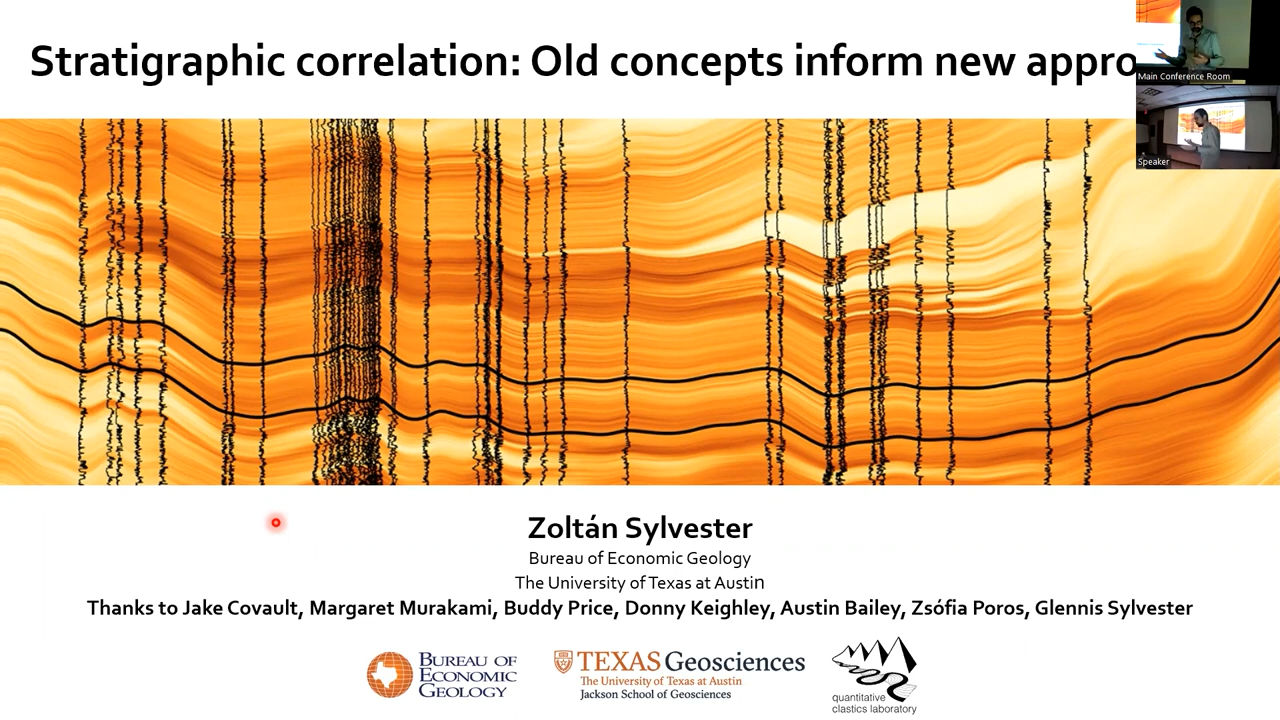 Stratigraphic correlation: Old concepts inform new appro
Main Conference Room
Speaker
Zoltán Sylvester
Bureau of Economic Geology
The University of Texas at Austin
Thanks to Jake Covault, Margaret Murakami, Buddy Price, Donny Keighley, Austin Bailey, Zsófia Poros, Glennis Sylvester
BUREAU OF
ECONOMIC
GEOLOGY
TEXAS Geosciences
The University of Texas at Austin
Jackson School of Geosciences
quantitative
clastics laboratory